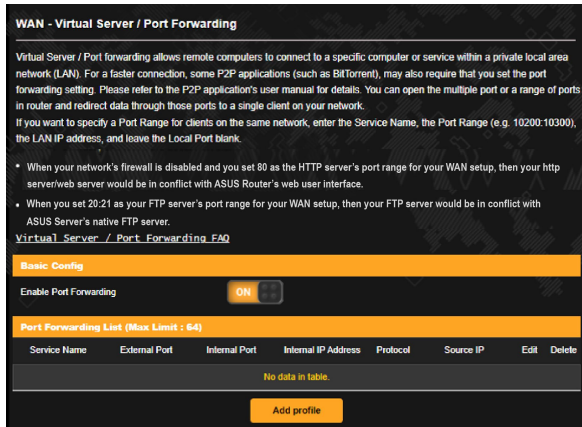 WAN - Virtual Server / Port Forwarding
Virtual Server / Port forwarding allows remote computers to connect to a specific computer or service within a private local area
network (LAN). For a faster connection, some P2P applications (such as BitTorrent), may also require that you set the port
forwarding setting. Please refer to the P2P application's user manual for details. You can open the multiple port or a range of ports
in router and redirect data through those ports to a single client on your network.
If you want to specify a Port Range for clients on the same network, enter the Service Name, the Port Range (e.g. 10200:10300),
the LAN IP address, and leave the Local Port blank.
• When your network's firewall is disabled and you set 80 as the HTTP server's port range for your WAN setup, then your http
server/web server would be in conflict with ASUS Router's web user interface.
• When you set 20:21 as your FTP server's port range for your WAN setup, then your FTP server would be in conflict with
ASUS Server's native FTP server.
Virtual Server / Port Forwarding FAQ
Basic Config
Enable Port Forwarding ON
Port Forwarding List (Max Limit : 64)
Service Name External Port Internal Port Internal IP Address Protocol Source IP Edit Delete
No data in table.
Add profile